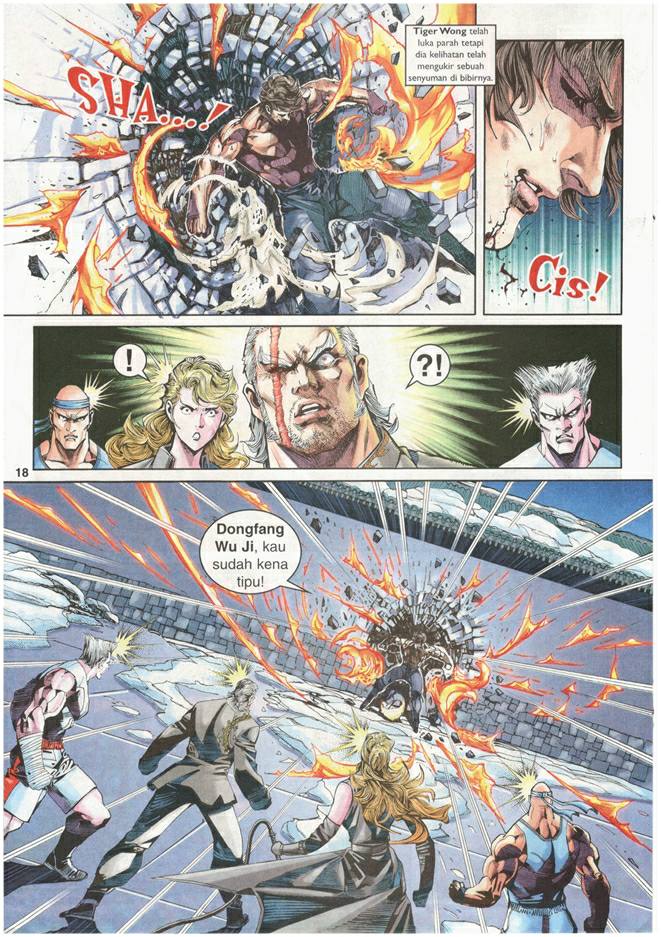 Tiger Wong telah
luka parah tetapi
dia kelihatan telah
mengukir sebuah
senyuman di bibirnya.
SHA...!
Cis!
!
?!
18
Dongfang
Wu Ji, kau
sudah kena
tipu!